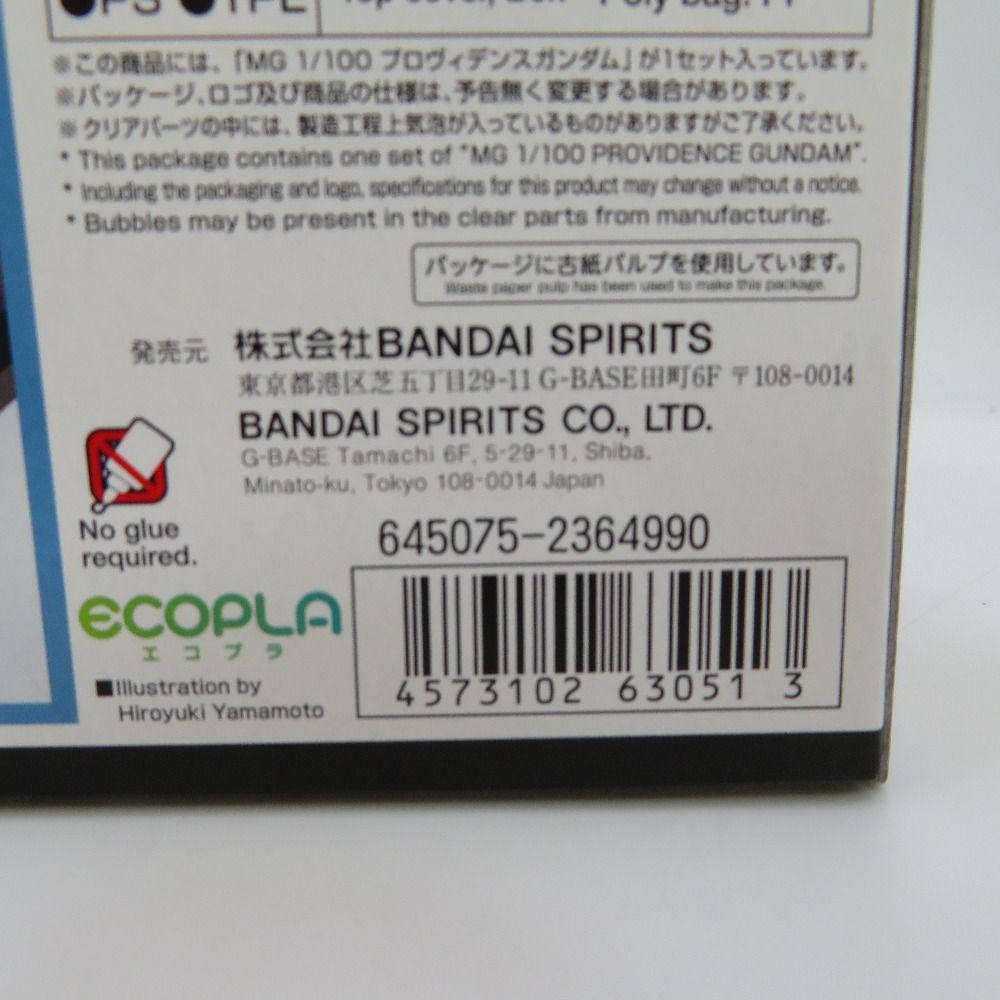 PS ●TPE
※この商品には、「MG 1/100 プロヴィデンスガンダム」が1セット入っています。
※パッケージ、ロゴ及び商品の仕様は、予告無く変更する場合があります。
※クリアパーツの中には、製造工程上気泡が入っているものがありますがご了承ください。
* This package contains one set of "MG 1/100 PROVIDENCE GUNDAM".
* Including the packaging and logo, specifications for this product may change without a notice.
* Bubbles may be present in the clear parts from manufacturing.
パッケージに古紙パルプを使用しています。
Waste paper pulp has been used to make this package.
発売元 株式会社BANDAI SPIRITS
東京都港区芝五丁目29-11 G-BASE田町6F 〒108-0014
BANDAI SPIRITS CO., LTD.
G-BASE Tamachi 6F, 5-29-11, Shiba,
Minato-ku, Tokyo 108-0014 Japan
No glue
required.
645075-2364990
ECOPLA
エコプラ
4573102 63051 3
■Illustration by
Hiroyuki Yamamoto